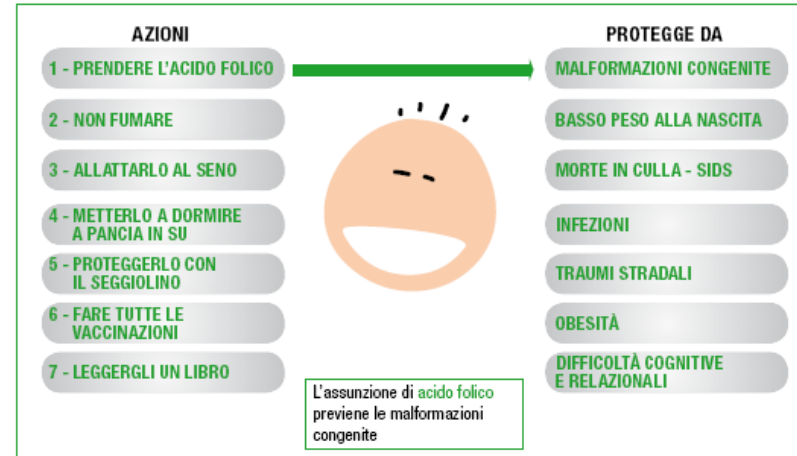 AZIONI
1 - PRENDERE L'ACIDO FOLICO
2 - NON FUMARE
3 - ALLATTARLO AL SENO
4 - METTERLO A DORMIRE
A PANCIA IN SU
5 - PROTEGGERLO CON
IL SEGGIOLINO
6 - FARE TUTTE LE
VACCINAZIONI
7 - LEGGERGLI UN LIBRO
PROTEGGE DA
MALFORMAZIONI CONGENITE
BASSO PESO ALLA NASCITA
MORTE IN CULLA - SIDS
INFEZIONI
TRAUMI STRADALI
OBESITÀ
DIFFICOLTÀ COGNITIVE
E RELAZIONALI
L'assunzione di acido folico
previene le malformazioni
congenite